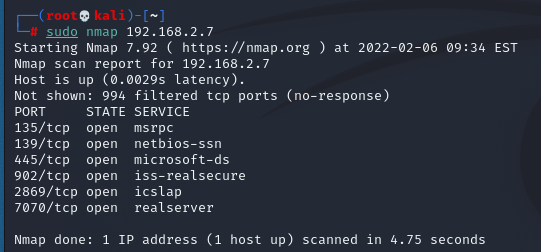 ┌──(root💀kali)-[~]
└─# sudo nmap 192.168.2.7
Starting Nmap 7.92 ( https://nmap.org ) at 2022-02-06 09:34 EST
Nmap scan report for 192.168.2.7
Host is up (0.0029s latency).
Not shown: 994 filtered tcp ports (no-response)
PORT     STATE SERVICE
135/tcp  open  msrpc
139/tcp  open  netbios-ssn
445/tcp  open  microsoft-ds
902/tcp  open  iss-realsecure
2869/tcp open  icslap
7070/tcp open  realserver
Nmap done: 1 IP address (1 host up) scanned in 4.75 seconds